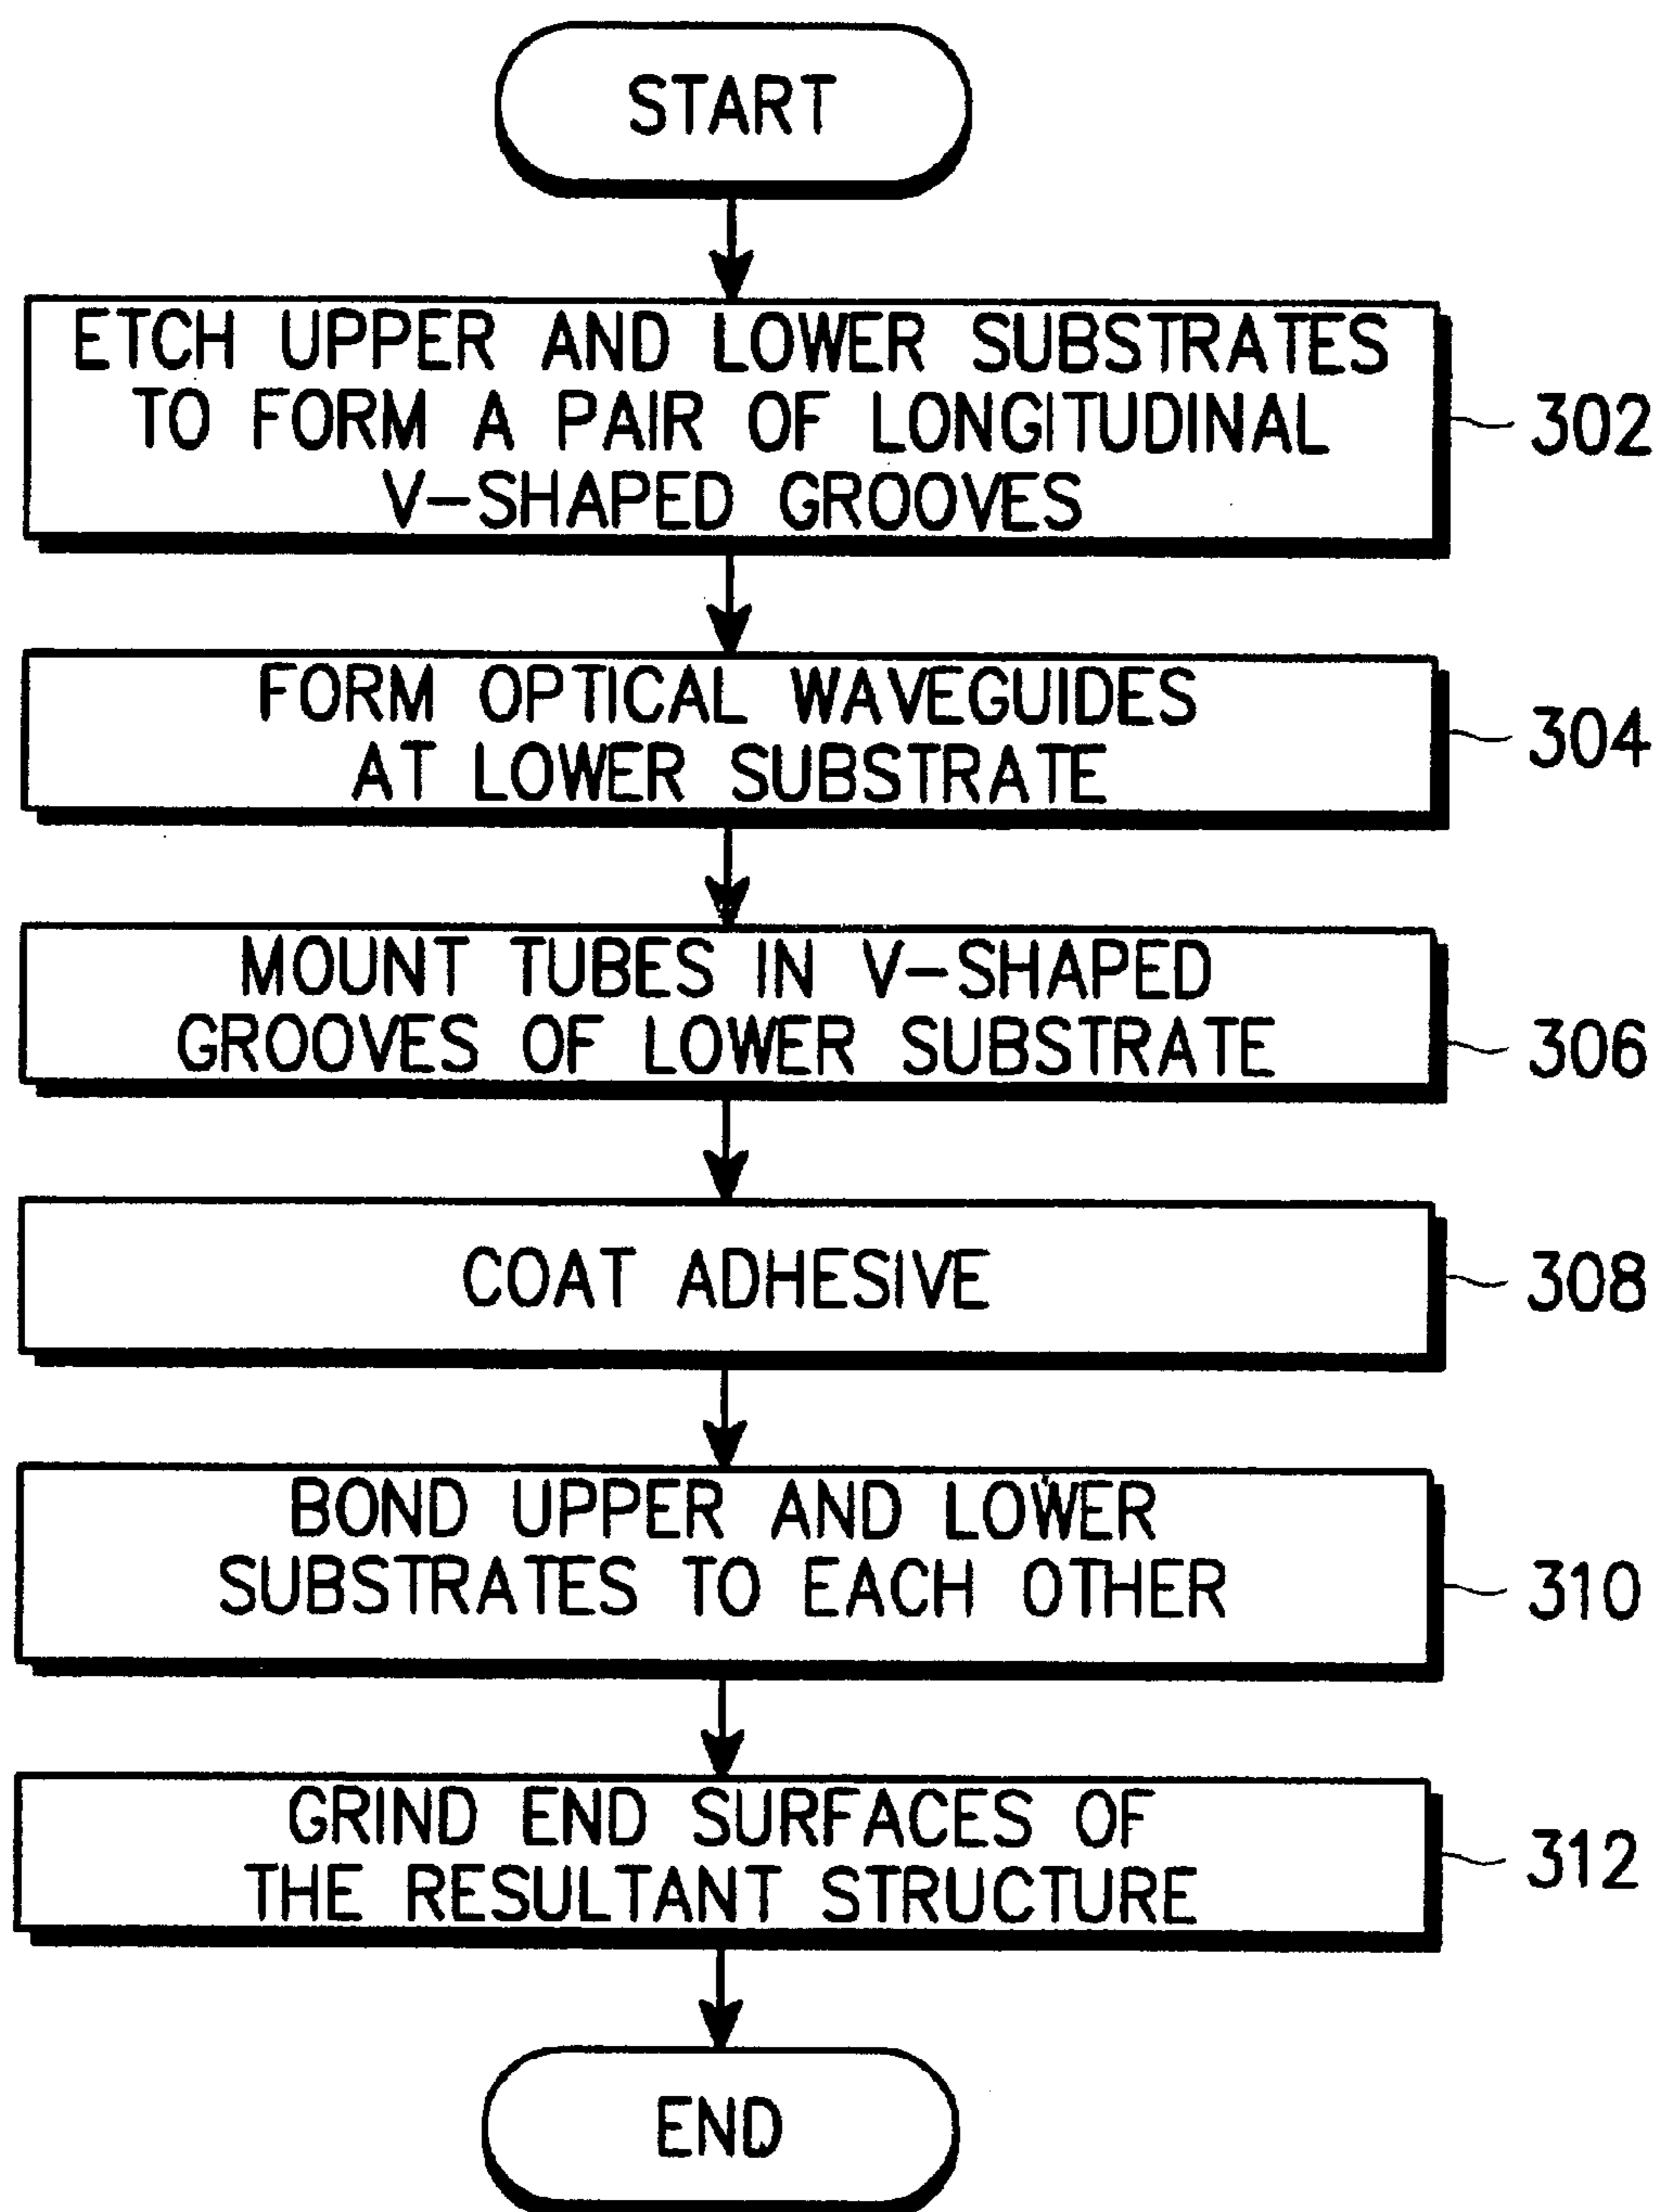 START
ETCH UPPER AND LOWER SUBSTRATES
TO FORM A PAIR OF LONGITUDINAL
V-SHAPED GROOVES
302
FORM OPTICAL WAVEGUIDES
AT LOWER SUBSTRATE
304
MOUNT TUBES IN V-SHAPED
GROOVES OF LOWER SUBSTRATE
306
COAT ADHESIVE
308
BOND UPPER AND LOWER
SUBSTRATES TO EACH OTHER
310
GRIND END SURFACES OF
THE RESULTANT STRUCTURE
312
END